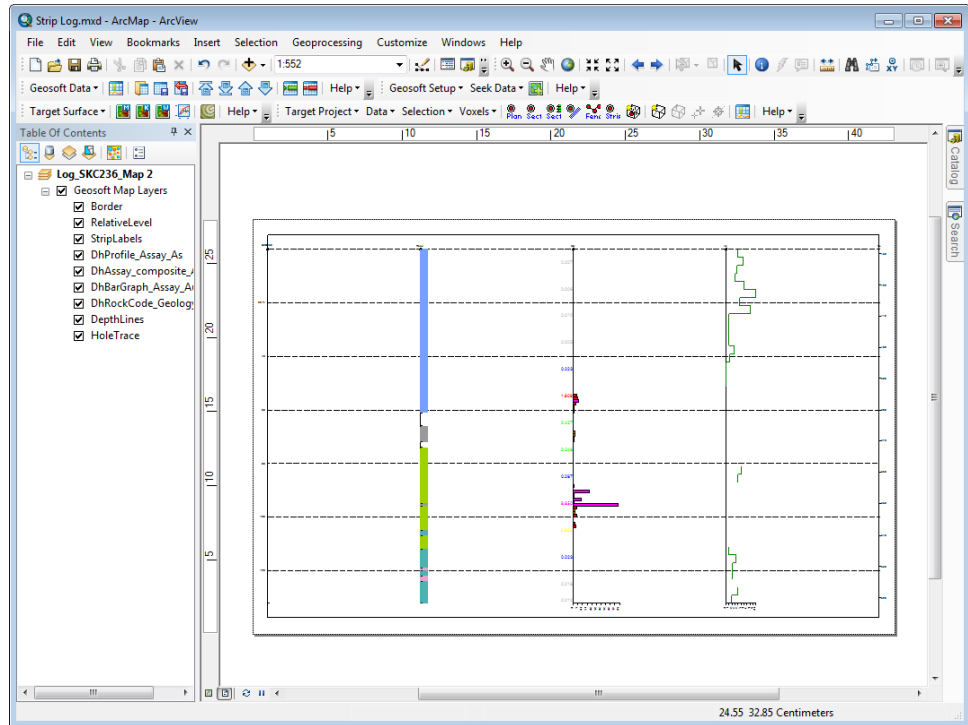 Strip Log.mxd - ArcMap - ArcView
File Edit View Bookmarks Insert Selection Geoprocessing Customize Windows Help
1:552
Geosoft Data Help Geosoft Setup Seek Data Help
Target Surface Help Target Project Data Selection Voxels Plan Sect Sect Fenc Strip Help
Table Of Contents
5 10 15 20 25 30 35 40
Log_SKC236_Map 2
Geosoft Map Layers
Border
RelativeLevel
StripLabels
DhProfile_Assay_As
DhAssay_composite_A
DhBarGraph_Assay_Au
DhRockCode_Geology
DepthLines
HoleTrace
25
20
15
10
5
Catalog
Search
24.55 32.85 Centimeters